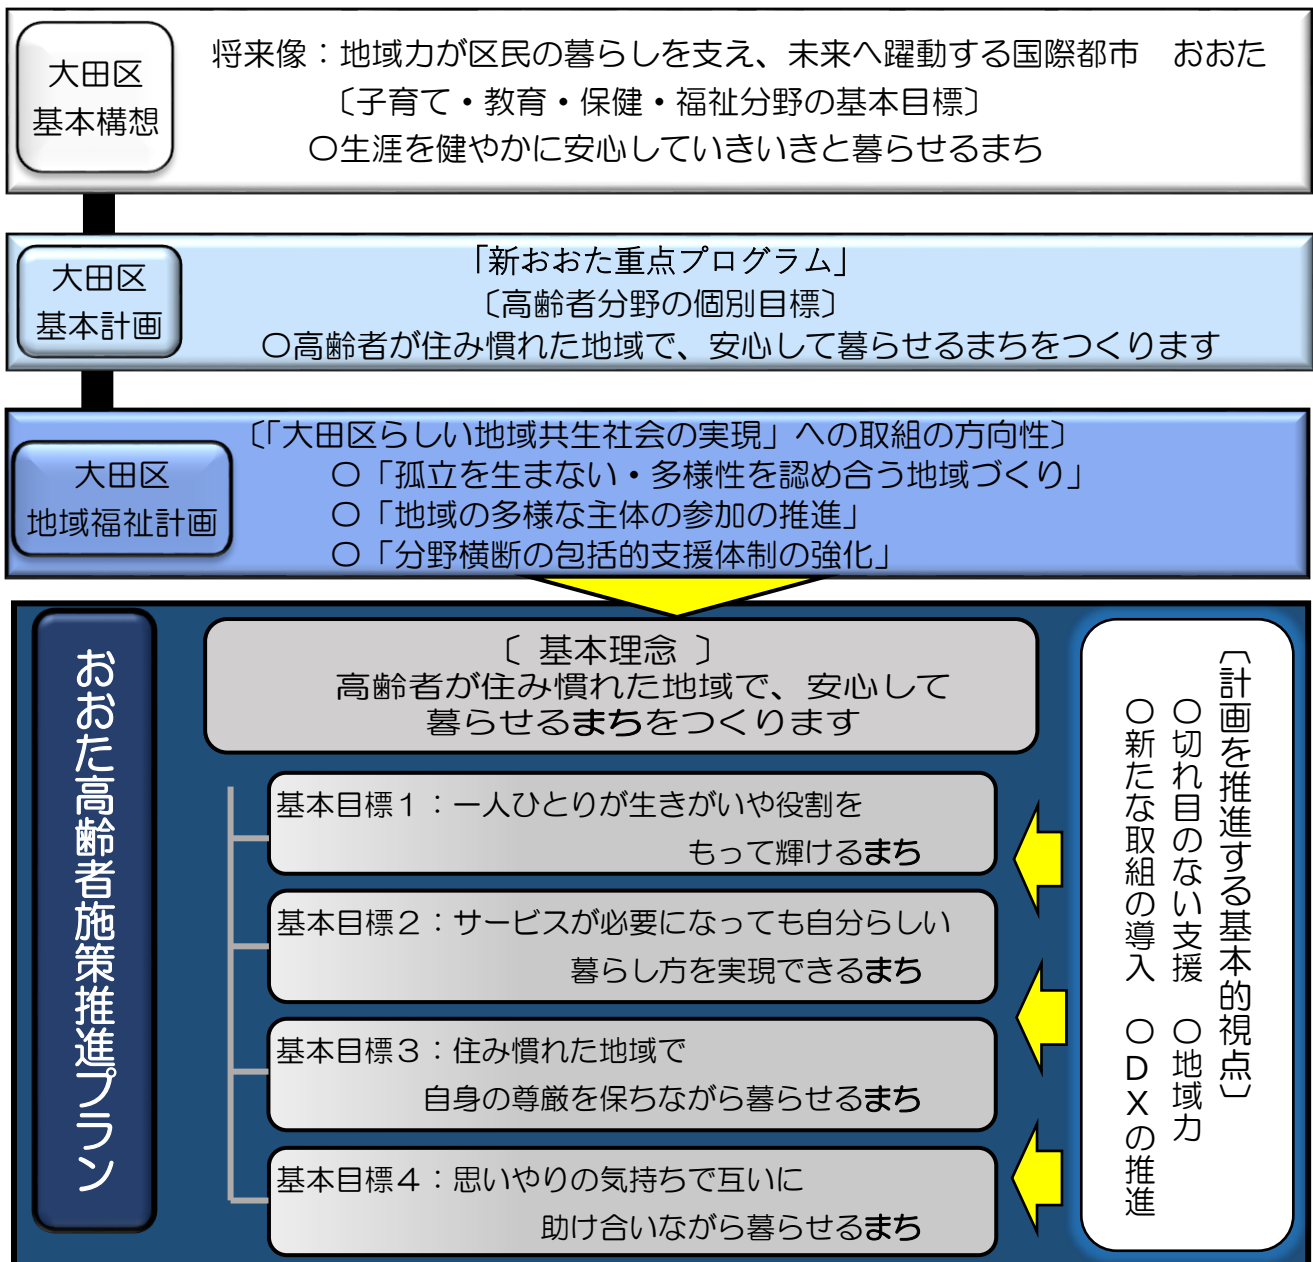 大田区
基本構想
将来像：地域力が区民の暮らしを支え、未来へ躍動する国際都市　おおた
〔子育て・教育・保健・福祉分野の基本目標〕
○生涯を健やかに安心していきいきと暮らせるまち
大田区
基本計画
「新おおた重点プログラム」
〔高齢者分野の個別目標〕
○高齢者が住み慣れた地域で、安心して暮らせるまちをつくります
大田区
地域福祉計画
〔「大田区らしい地域共生社会の実現」への取組の方向性〕
○「孤立を生まない・多様性を認め合う地域づくり」
○「地域の多様な主体の参加の推進」
○「分野横断の包括的支援体制の強化」
おおた高齢者施策推進プラン
〔 基本理念 〕
高齢者が住み慣れた地域で、安心して
暮らせるまちをつくります
基本目標１：一人ひとりが生きがいや役割を
もって輝けるまち
基本目標２：サービスが必要になっても自分らしい
暮らし方を実現できるまち
基本目標３：住み慣れた地域で
自身の尊厳を保ちながら暮らせるまち
基本目標４：思いやりの気持ちで互いに
助け合いながら暮らせるまち
〔計画を推進する基本的視点〕
○切れ目のない支援　○地域力
○新たな取組の導入　○DXの推進